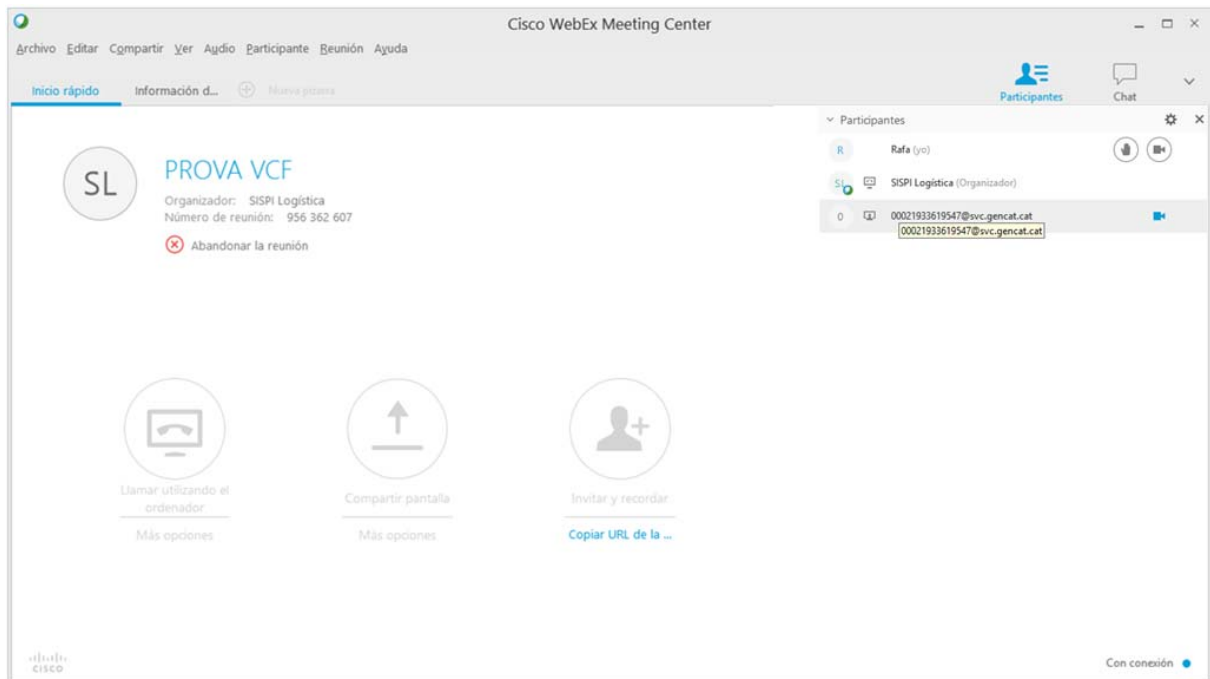 Cisco WebEx Meeting Center
Archivo Editar Compartir Ver Audio Participante Reunión Ayuda
Inicio rápido Información d... Nueva pizarra
Participantes Chat
Participantes
R Rafa (yo)
SL SISPI Logística (Organizador)
0 00021933619547@svc.gencat.cat
00021933619547@svc.gencat.cat
SL
PROVA VCF
Organizador: SISPI Logística
Número de reunión: 956 362 607
Abandonar la reunión
Llamar utilizando el
ordenador
Más opciones
Compartir pantalla
Más opciones
Invitar y recordar
Copiar URL de la ...
CISCO
Con conexión